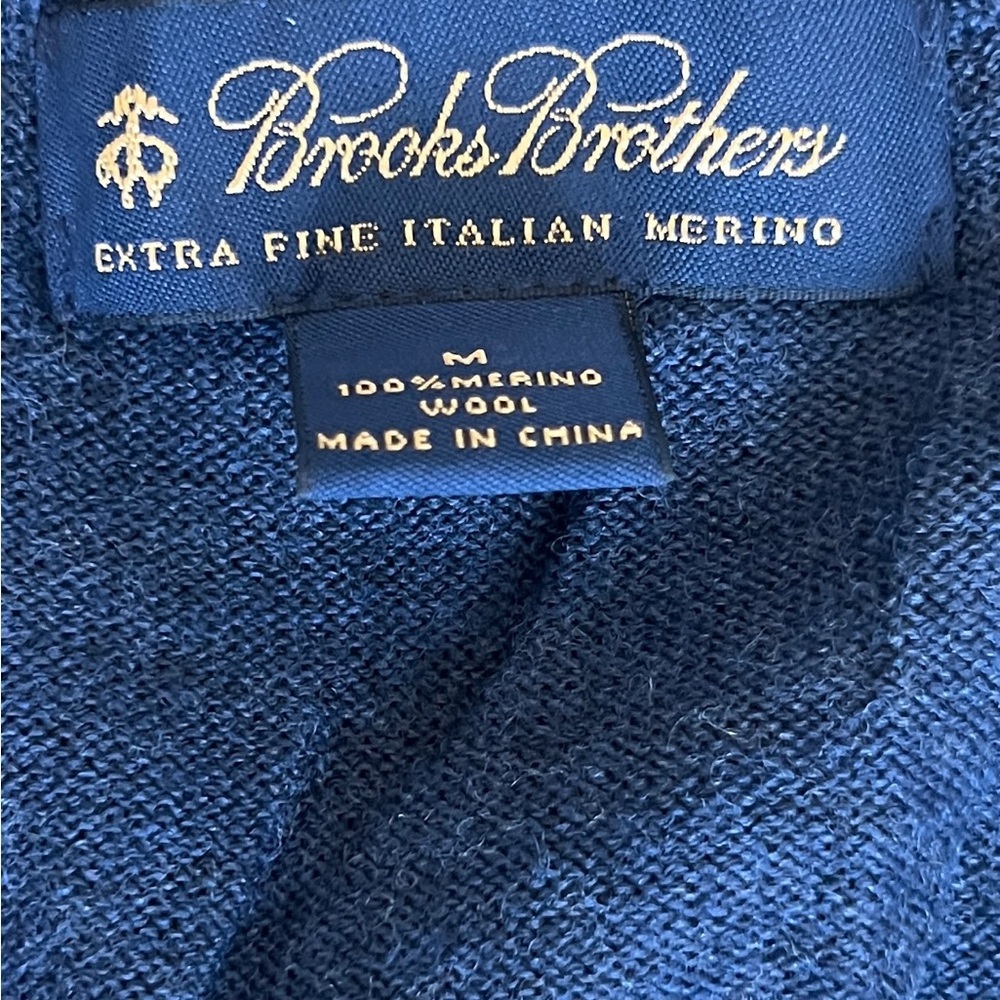 Brooks Brothers
EXTRA FINE ITALIAN MERINO
M
100% MERINO
WOOL
MADE IN CHINA